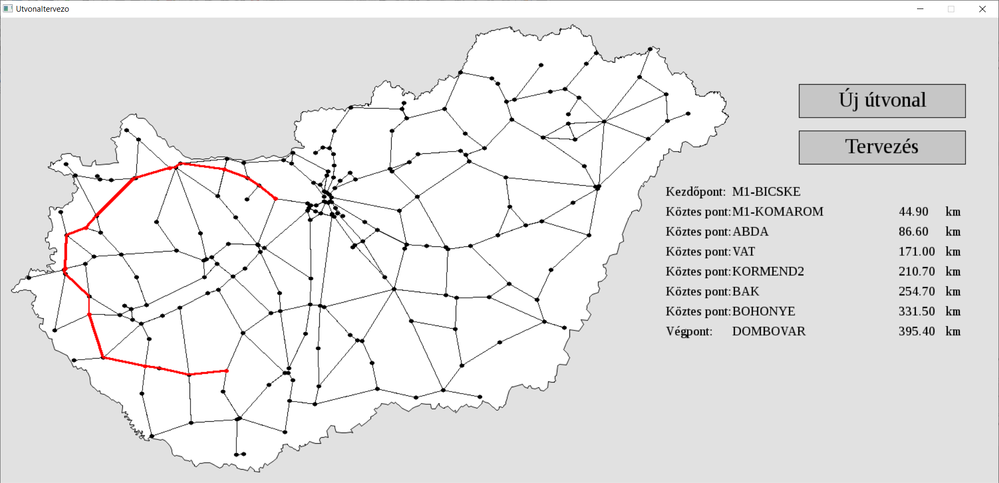 Utvonaltervezo
Új útvonal
Tervezés
Kezdőpont: M1-BICSKE
Köztes pont: M1-KOMAROM 44.90 km
Köztes pont: ABDA 86.60 km
Köztes pont: VAT 171.00 km
Köztes pont: KORMEND2 210.70 km
Köztes pont: BAK 254.70 km
Köztes pont: BOHONYE 331.50 km
Végpont: DOMBOVAR 395.40 km